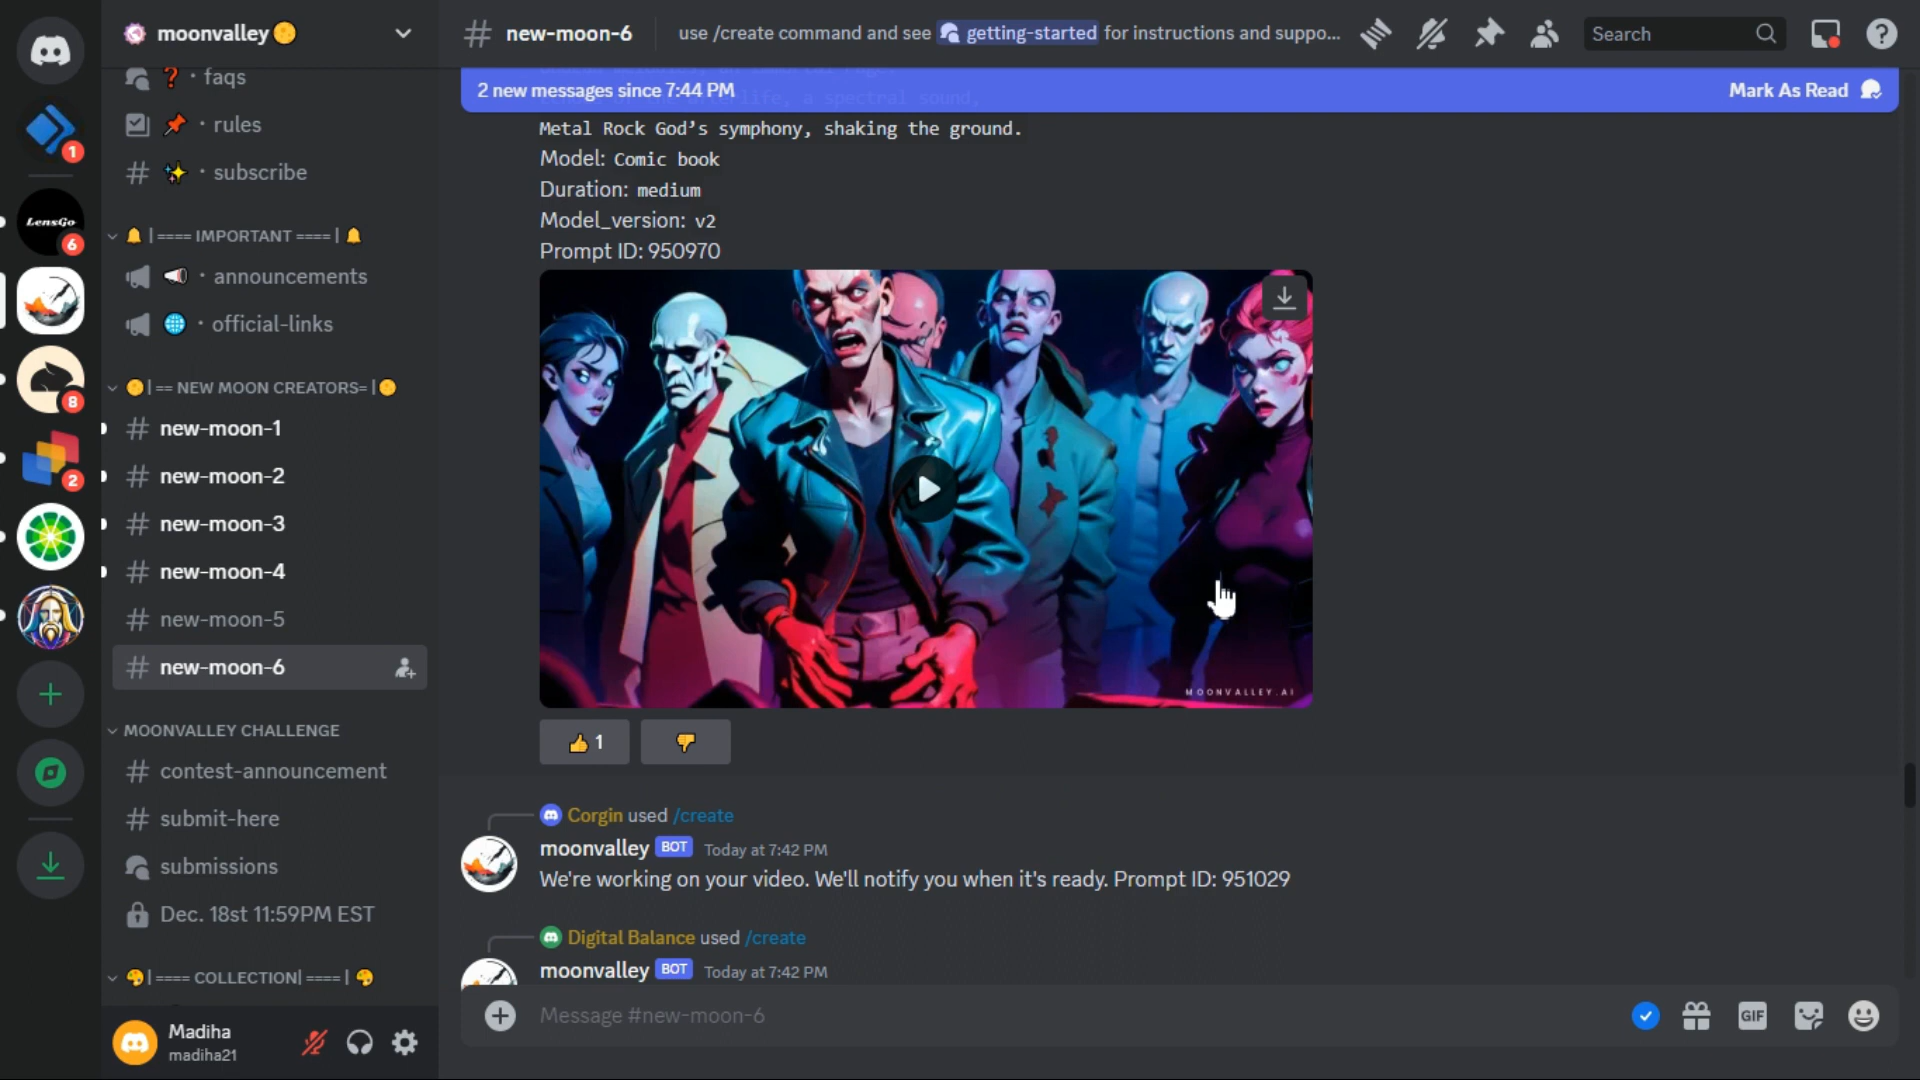 moonvalley
new-moon-6
use /create command and see getting-started for instructions and suppo...
Search
faqs
rules
subscribe
|==== IMPORTANT ====|
announcements
official-links
| == NEW MOON CREATORS= |
new-moon-1
new-moon-2
new-moon-3
new-moon-4
new-moon-5
new-moon-6
MOONVALLEY CHALLENGE
contest-announcement
submit-here
submissions
Dec. 18st 11:59PM EST
|==== COLLECTION| ==== |
Madiha
madiha21
1
LensGo
6
8
2
2 new messages since 7:44 PM
Mark As Read
Metal Rock God’s symphony, shaking the ground.
Model: Comic book
Duration: medium
Model_version: v2
Prompt ID: 950970
MOONVALLEY.AI
1
Corgin used /create
moonvalley BOT Today at 7:42 PM
We're working on your video. We'll notify you when it's ready. Prompt ID: 951029
Digital Balance used /create
moonvalley BOT Today at 7:42 PM
Message #new-moon-6
GIF